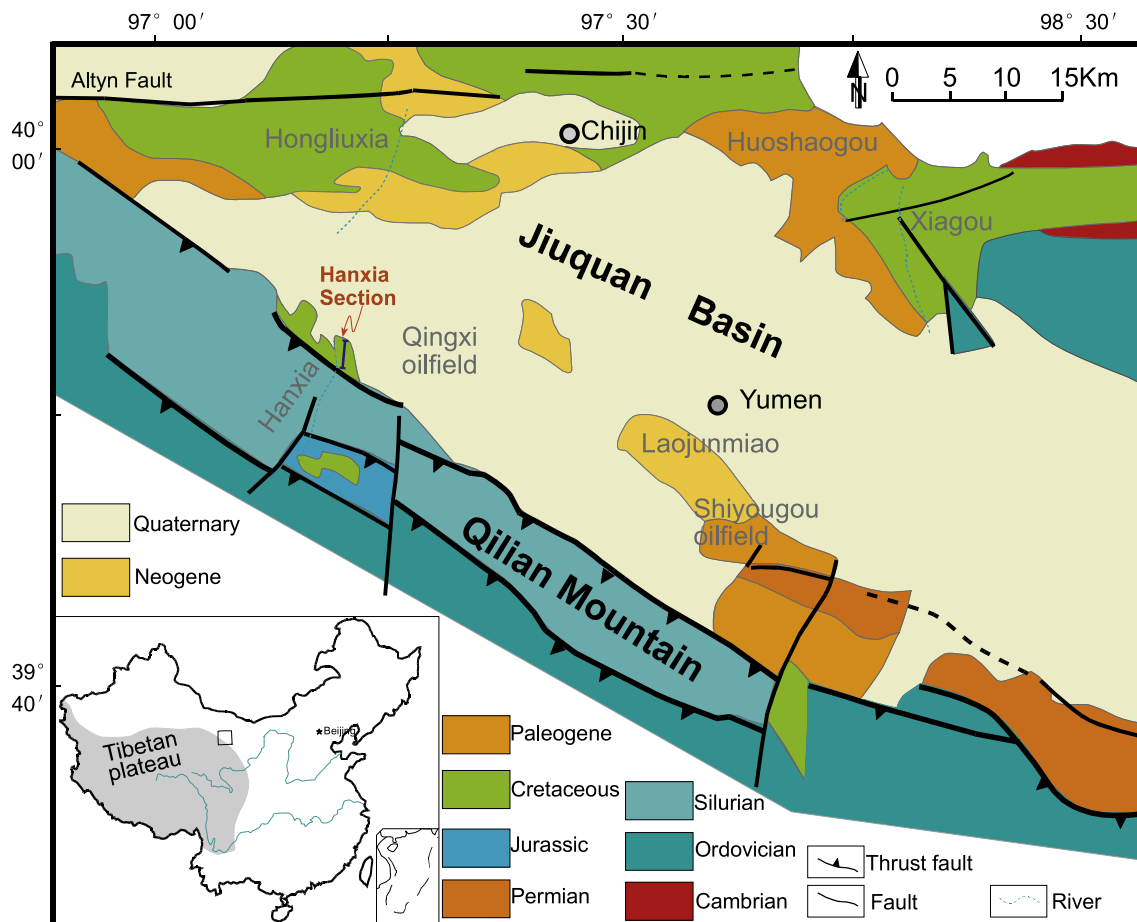 97° 00′
97° 30′
98° 30′
Altyn Fault
N
0 5 10 15Km
40°
00′
Hongliuxia
Chijin
Huoshaogou
Xiagou
Jiuquan Basin
Hanxia
Section
Qingxi
oilfield
Hanxia
Yumen
Laojunmiao
Shiyougou
oilfield
Qilian Mountain
Quaternary
Neogene
39°
40′
Tibetan
plateau
Beijing
Paleogene
Cretaceous
Jurassic
Permian
Silurian
Ordovician
Cambrian
Thrust fault
Fault
River